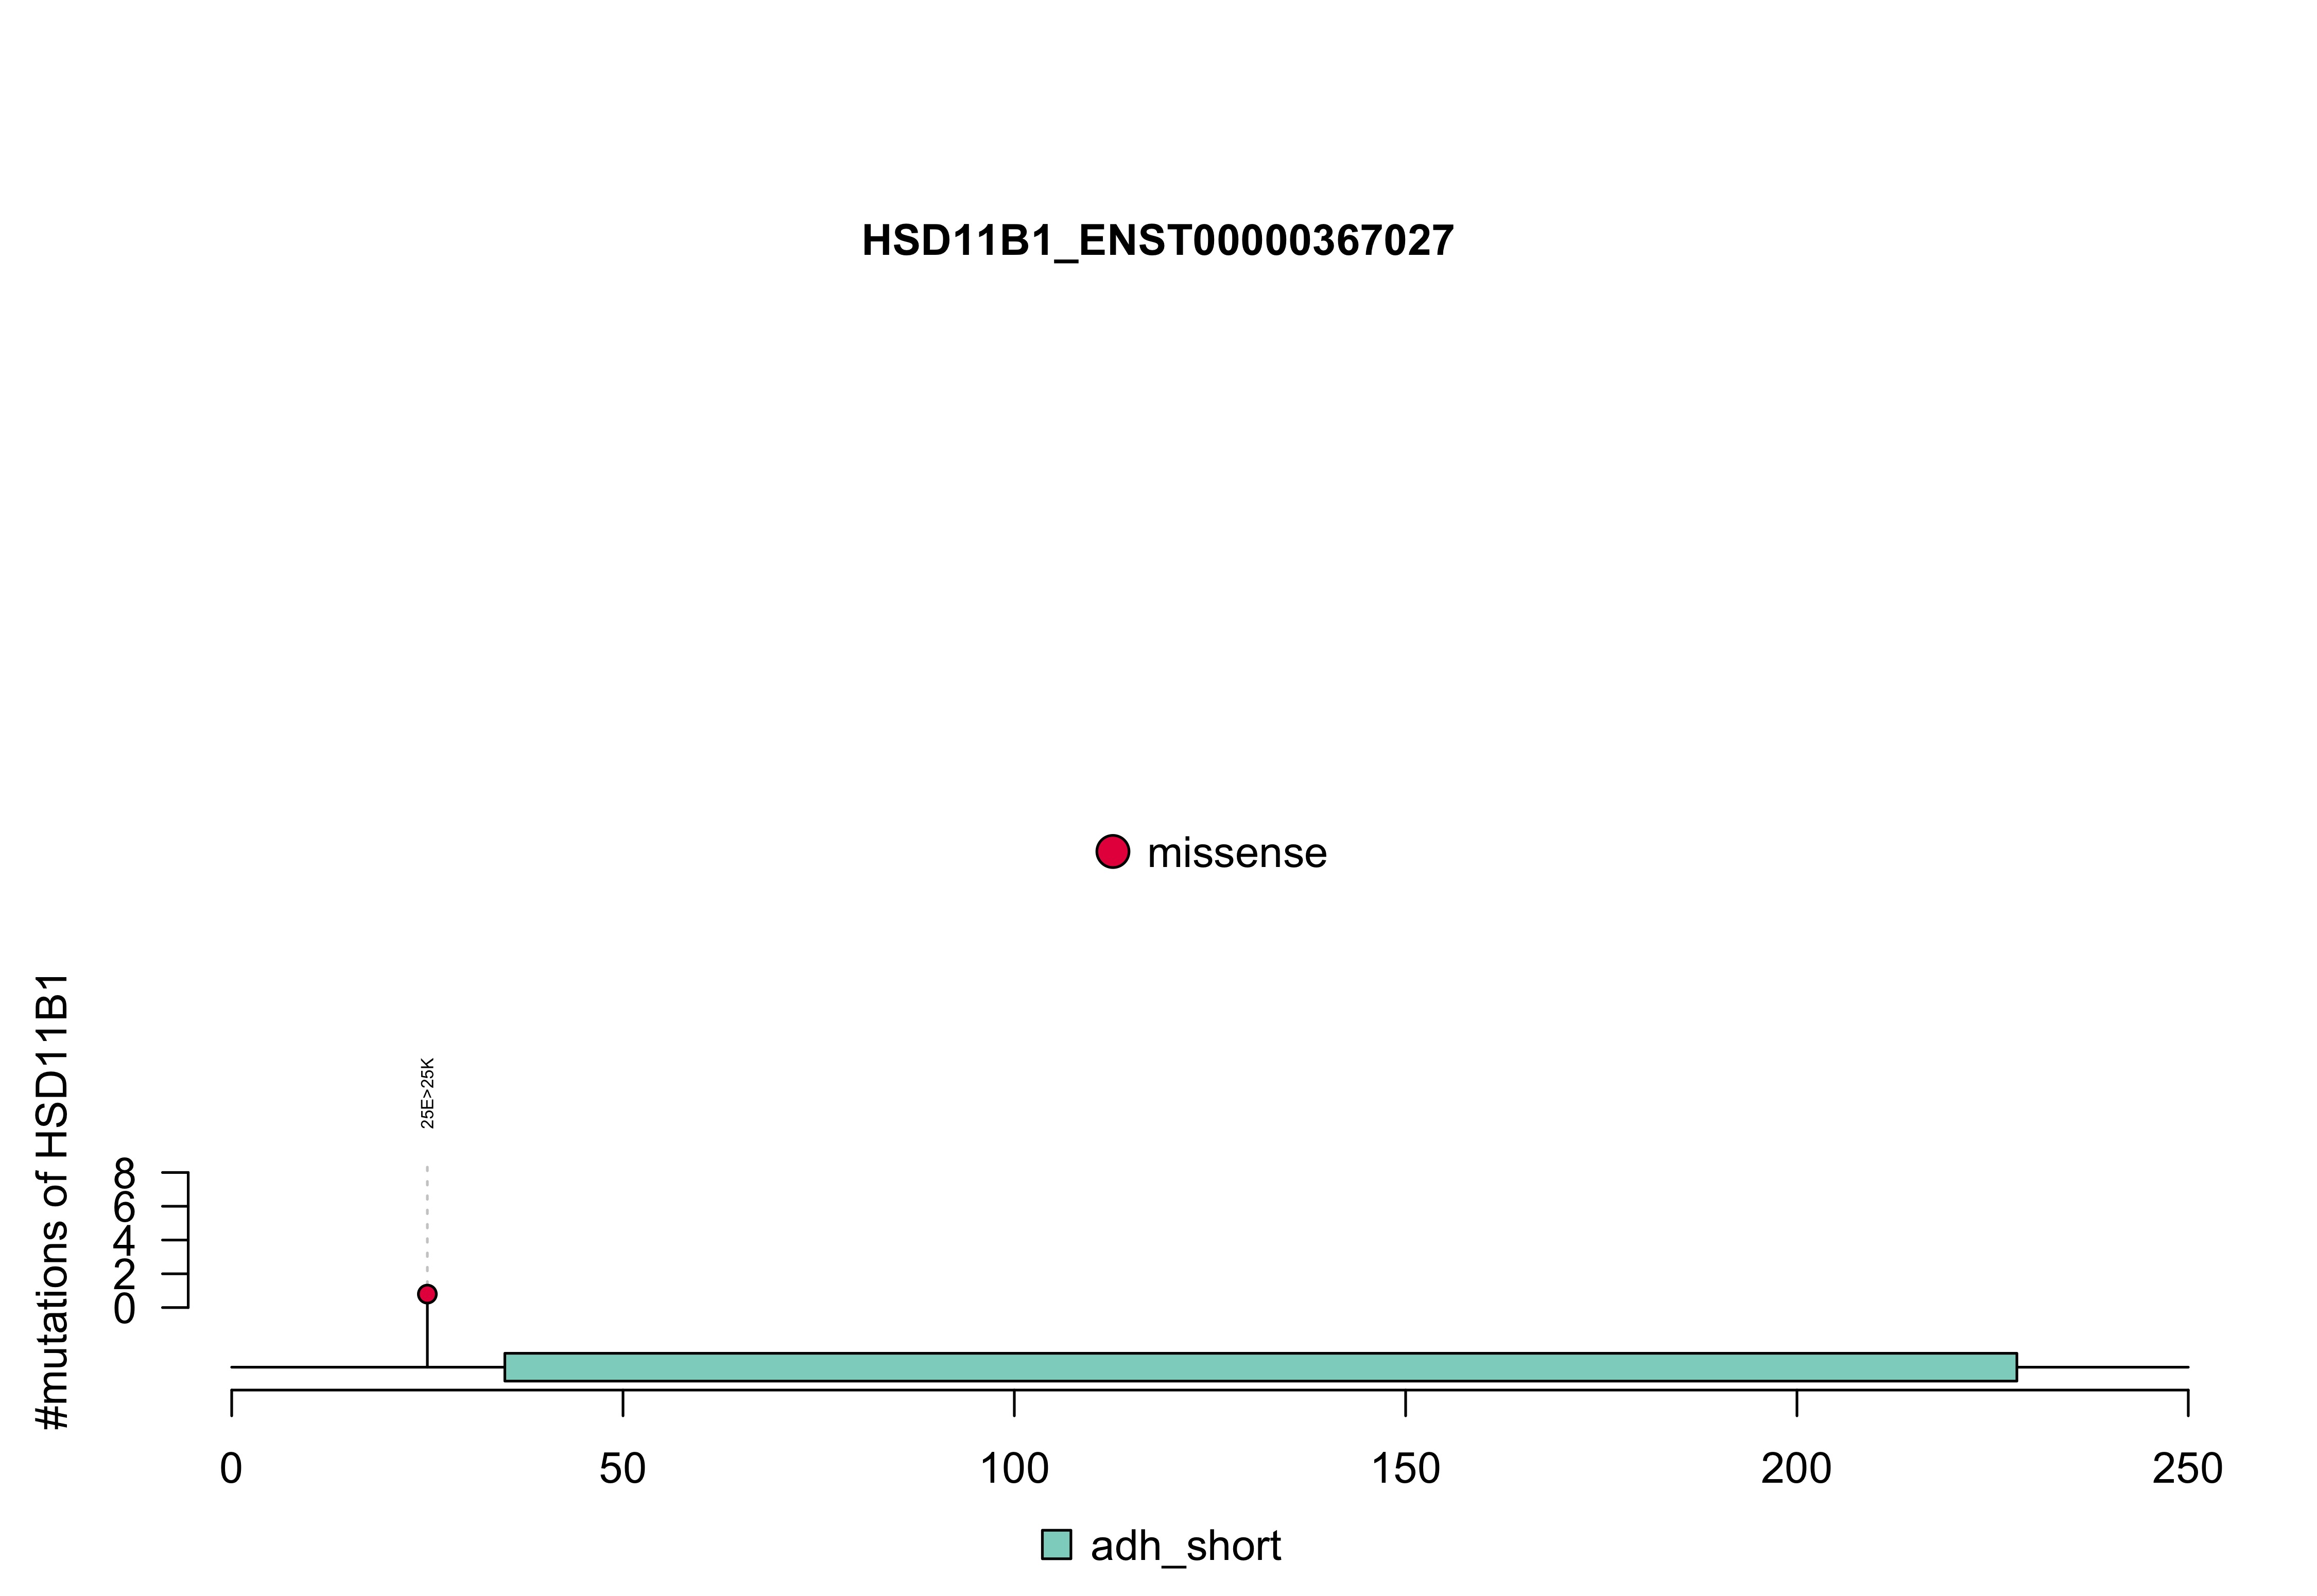 HSD11B1_ENST00000367027
missense
#mutations of HSD11B1
25E>25K
8
6
4
2
0
0 50 100 150 200 250
adh_short